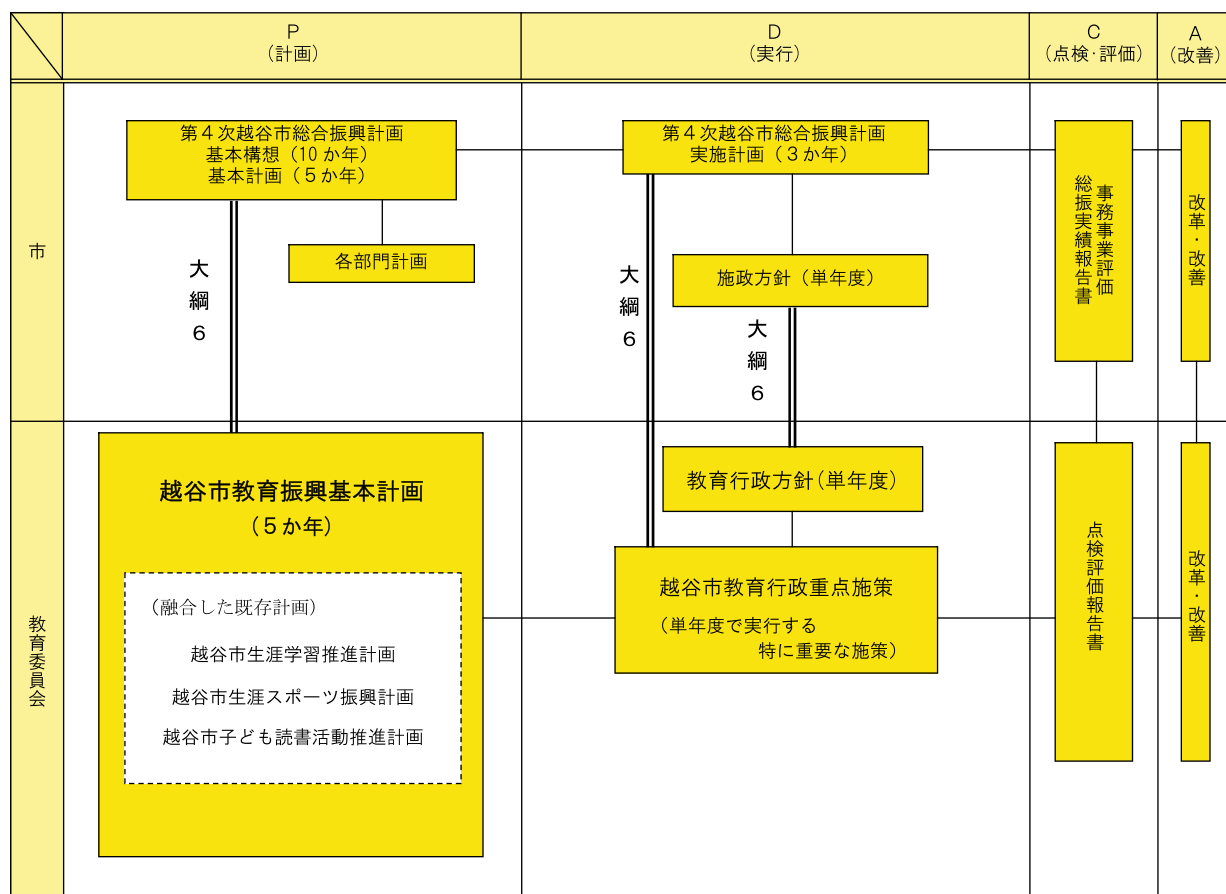 P
(計画)
D
(実行)
C
(点検・評価)
A
(改善)
市
第4次越谷市総合振興計画
基本構想(10か年)
基本計画(5か年)
各部門計画
大綱6
第4次越谷市総合振興計画
実施計画(3か年)
施政方針(単年度)
大綱6
大綱6
事務事業評価
総振実績報告書
改革・改善
教育委員会
越谷市教育振興基本計画
(5か年)
(融合した既存計画)
越谷市生涯学習推進計画
越谷市生涯スポーツ振興計画
越谷市子ども読書活動推進計画
教育行政方針(単年度)
越谷市教育行政重点施策
(単年度で実行する
特に重要な施策)
点検評価報告書
改革・改善